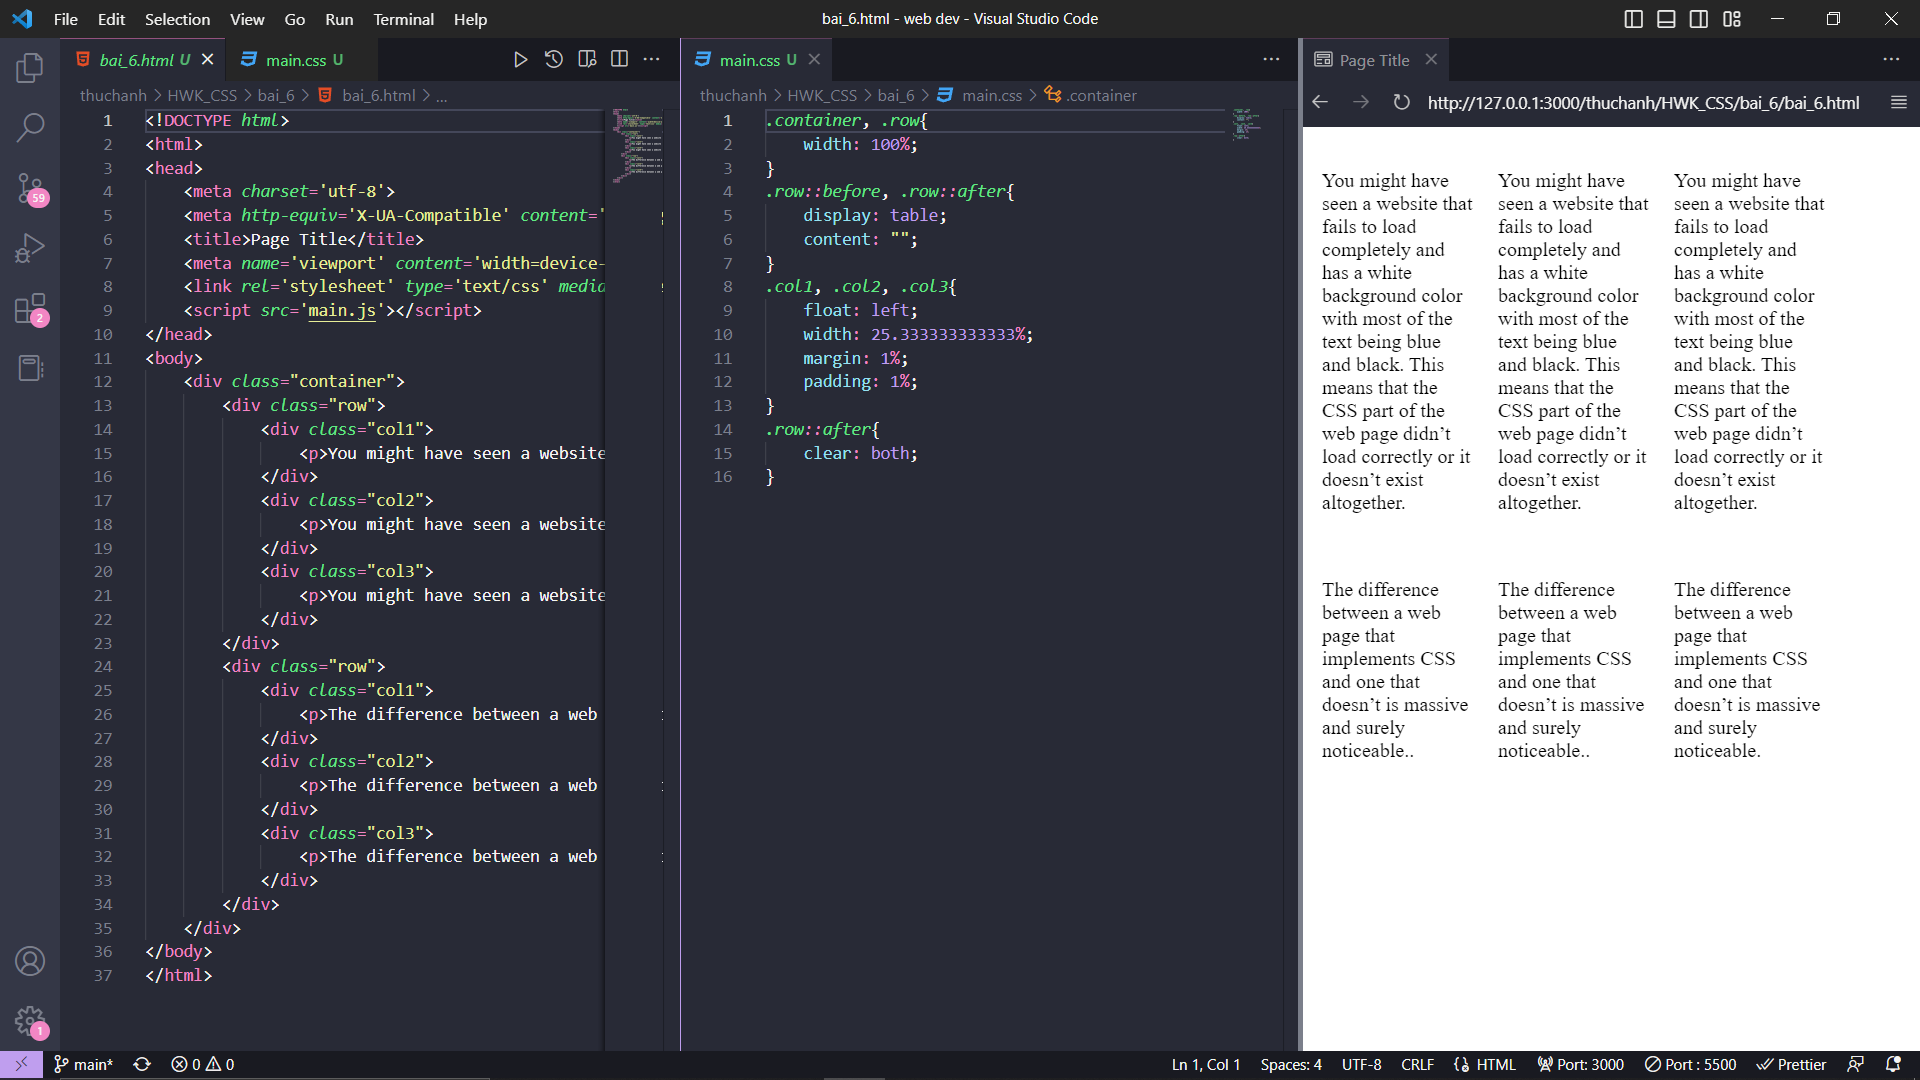 File Edit Selection View Go Run Terminal Help
bai_6.html - web dev - Visual Studio Code
bai_6.html U
main.css U
thuchanh > HWK_CSS > bai_6 > bai_6.html > ...
1 <!DOCTYPE html>
2 <html>
3 <head>
4 <meta charset='utf-8'>
5 <meta http-equiv='X-UA-Compatible' content='
6 <title>Page Title</title>
7 <meta name='viewport' content='width=device-
8 <link rel='stylesheet' type='text/css' media
9 <script src='main.js'></script>
10 </head>
11 <body>
12 <div class="container">
13 <div class="row">
14 <div class="col1">
15 <p>You might have seen a website
16 </div>
17 <div class="col2">
18 <p>You might have seen a website
19 </div>
20 <div class="col3">
21 <p>You might have seen a website
22 </div>
23 </div>
24 <div class="row">
25 <div class="col1">
26 <p>The difference between a web
27 </div>
28 <div class="col2">
29 <p>The difference between a web
30 </div>
31 <div class="col3">
32 <p>The difference between a web
33 </div>
34 </div>
35 </div>
36 </body>
37 </html>
main.css U
thuchanh > HWK_CSS > bai_6 > main.css > .container
1 .container, .row{
2 width: 100%;
3 }
4 .row::before, .row::after{
5 display: table;
6 content: "";
7 }
8 .col1, .col2, .col3{
9 float: left;
10 width: 25.333333333333%;
11 margin: 1%;
12 padding: 1%;
13 }
14 .row::after{
15 clear: both;
16 }
Page Title
http://127.0.0.1:3000/thuchanh/HWK_CSS/bai_6/bai_6.html
You might have
seen a website that
fails to load
completely and
has a white
background color
with most of the
text being blue
and black. This
means that the
CSS part of the
web page didn’t
load correctly or it
doesn’t exist
altogether.
You might have
seen a website that
fails to load
completely and
has a white
background color
with most of the
text being blue
and black. This
means that the
CSS part of the
web page didn’t
load correctly or it
doesn’t exist
altogether.
You might have
seen a website that
fails to load
completely and
has a white
background color
with most of the
text being blue
and black. This
means that the
CSS part of the
web page didn’t
load correctly or it
doesn’t exist
altogether.
The difference
between a web
page that
implements CSS
and one that
doesn’t is massive
and surely
noticeable..
The difference
between a web
page that
implements CSS
and one that
doesn’t is massive
and surely
noticeable..
The difference
between a web
page that
implements CSS
and one that
doesn’t is massive
and surely
noticeable.
59
2
1
main* 0 0
Ln 1, Col 1 Spaces: 4 UTF-8 CRLF HTML Port: 3000 Port : 5500 Prettier